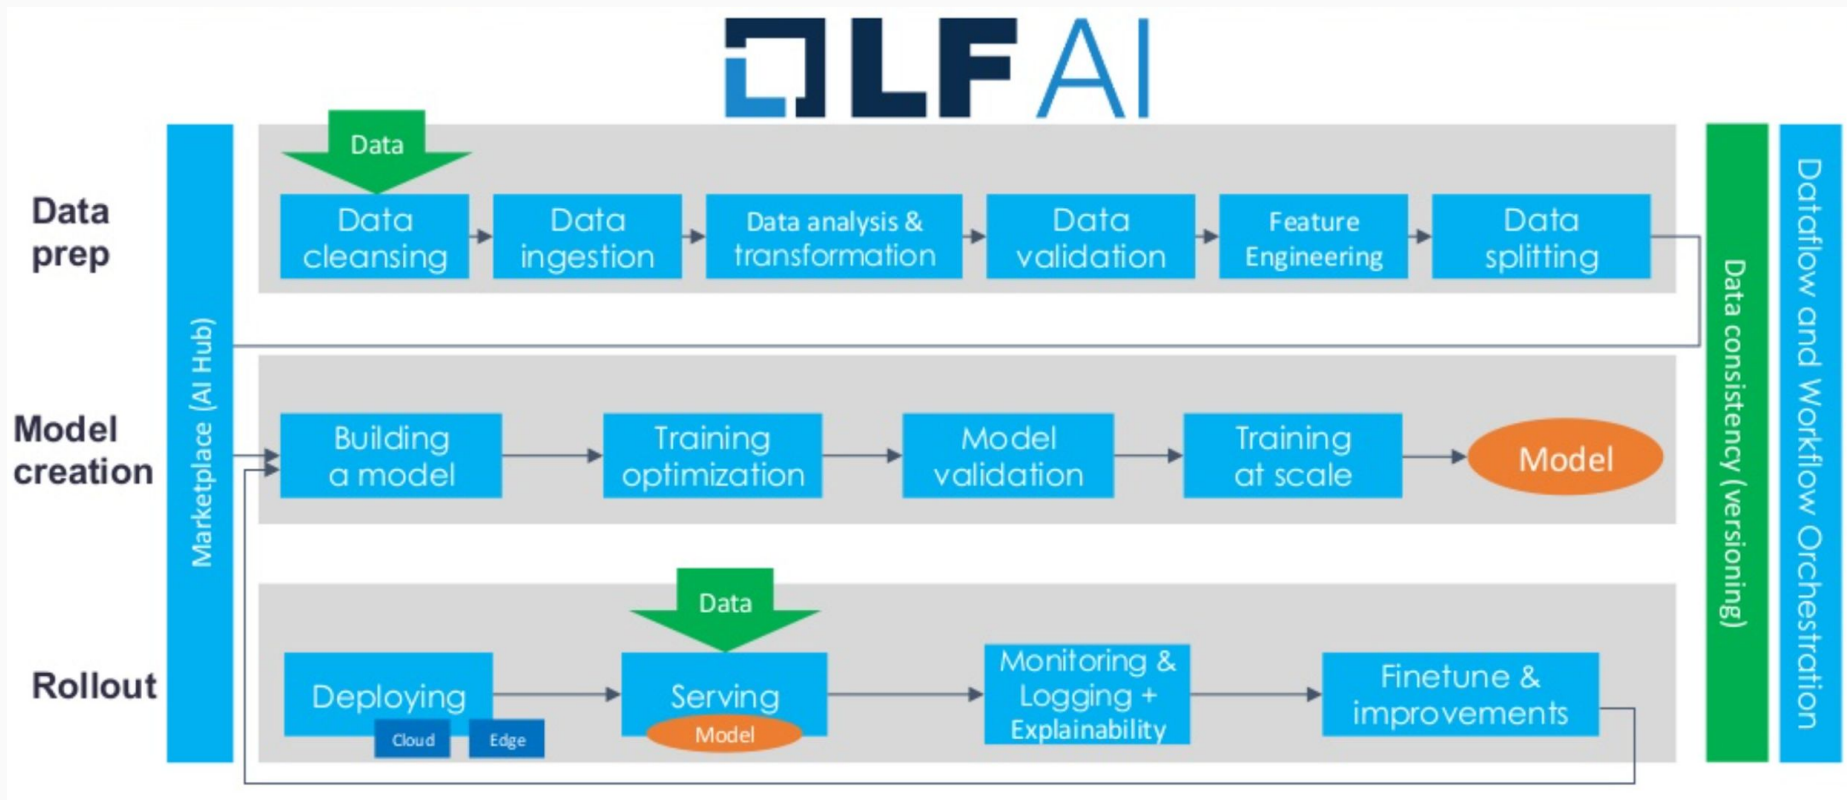 LF AI
Data
prep
Marketplace (AI Hub)
Data
Data
cleansing
Data
ingestion
Data analysis &
transformation
Data
validation
Feature
Engineering
Data
splitting
Model
creation
Building
a model
Training
optimization
Model
validation
Training
at scale
Model
Rollout
Deploying
Cloud
Edge
Data
Serving
Model
Monitoring &
Logging +
Explainability
Finetune &
improvements
Data consistency (versioning)
Dataflow and Workflow Orchestration